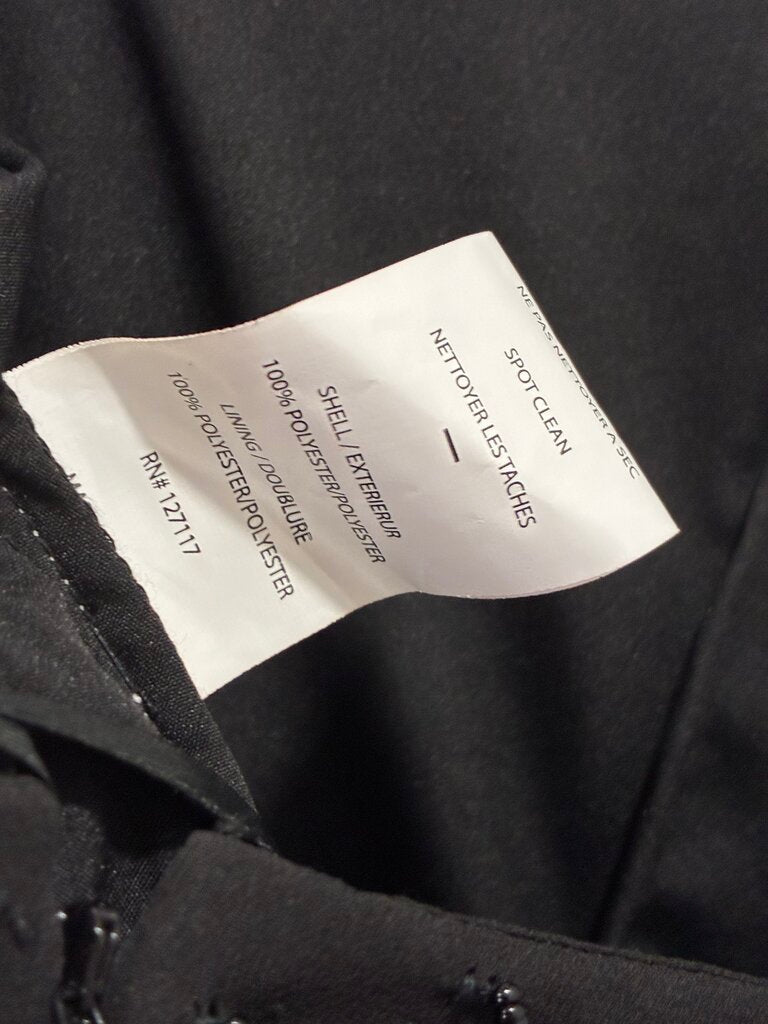 NE PAS NETTOYER A SEC
SPOT CLEAN
NETTOYER LES TACHES
—
SHELL / EXTERIERUR
100% POLYESTER/POLYESTER
LINING / DOUBLURE
100% POLYESTER/POLYESTER
RN# 127117